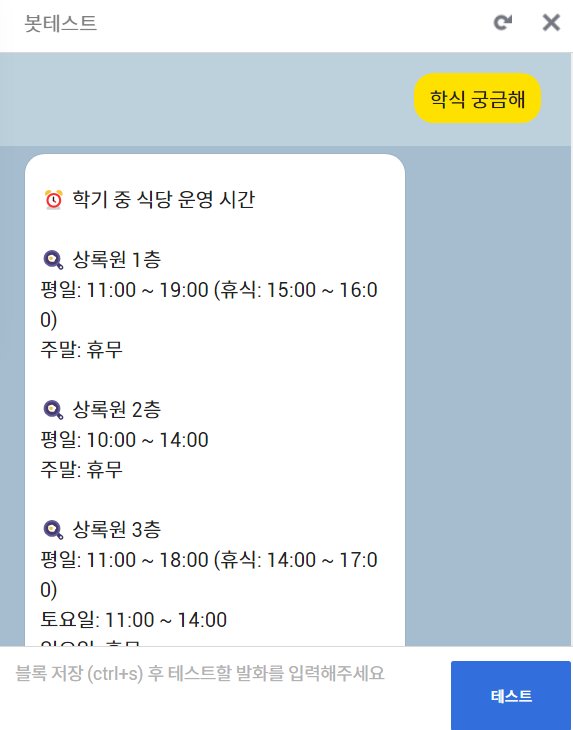 봇테스트
학식 궁금해
학기 중 식당 운영 시간
상록원 1층
평일: 11:00 ~ 19:00 (휴식: 15:00 ~ 16:0
0)
주말: 휴무
상록원 2층
평일: 10:00 ~ 14:00
주말: 휴무
상록원 3층
평일: 11:00 ~ 18:00 (휴식: 14:00 ~ 17:0
0)
토요일: 11:00 ~ 14:00
블록 저장 (ctrl+s) 후 테스트할 발화를 입력해주세요
테스트